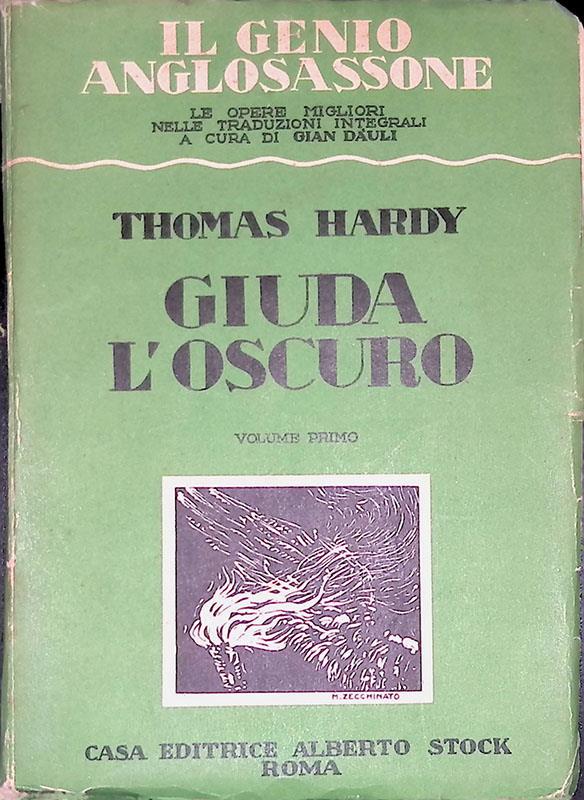 IL GENIO
ANGLOSASSONE
LE OPERE MIGLIORI
NELLE TRADUZIONI INTEGRALI
A CURA DI GIAN DÀULI
THOMAS HARDY
GIUDA
L'OSCURO
VOLUME PRIMO
M. ZECCHINATO
CASA EDITRICE ALBERTO STOCK
ROMA